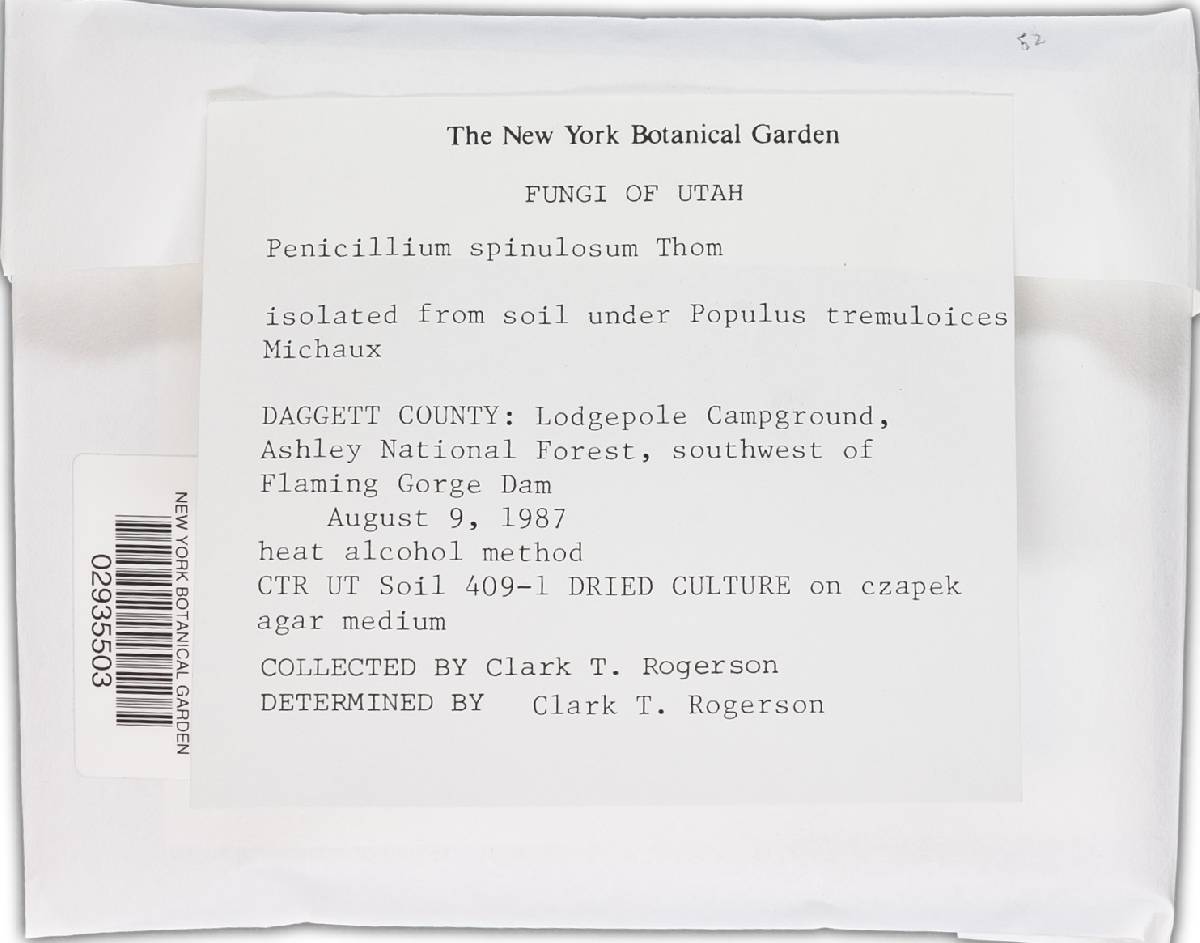 52
The New York Botanical Garden
FUNGI OF UTAH
Penicillium spinulosum Thom
isolated from soil under Populus tremuloices
Michaux
DAGGETT COUNTY: Lodgepole Campground,
Ashley National Forest, southwest of
Flaming Gorge Dam
August 9, 1987
heat alcohol method
CTR UT Soil 409-1 DRIED CULTURE on czapek
agar medium
COLLECTED BY Clark T. Rogerson
DETERMINED BY Clark T. Rogerson
NEW YORK BOTANICAL GARDEN
02935503